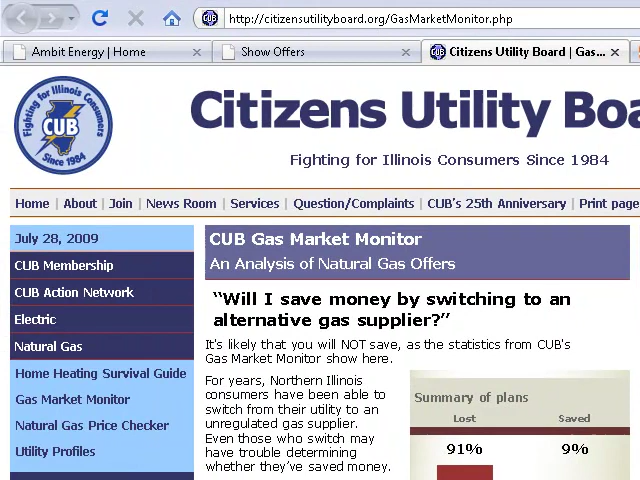 http://citizensutilityboard.org/GasMarketMonitor.php
Ambit Energy | Home
Show Offers
Citizens Utility Board | Gas...
Fighting for Illinois Consumers
CUB
Since 1984
Citizens Utility Boa
Fighting for Illinois Consumers Since 1984
Home | About | Join | News Room | Services | Question/Complaints | CUB's 25th Anniversary | Print page
July 28, 2009
CUB Membership
CUB Action Network
Electric
Natural Gas
Home Heating Survival Guide
Gas Market Monitor
Natural Gas Price Checker
Utility Profiles
CUB Gas Market Monitor
An Analysis of Natural Gas Offers
“Will I save money by switching to an
alternative gas supplier?”
It's likely that you will NOT save, as the statistics from CUB's
Gas Market Monitor show here.
For years, Northern Illinois
consumers have been able to
switch from their utility to an
unregulated gas supplier.
Even those who switch may
have trouble determining
whether they've saved money.
Summary of plans
Lost Saved
91% 9%